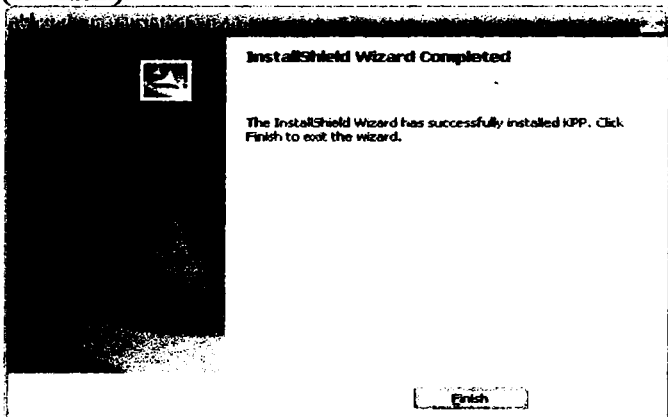 InstallShield Wizard Completed
The InstallShield Wizard has successfully installed KPP. Click
Finish to exit the wizard.
Finish